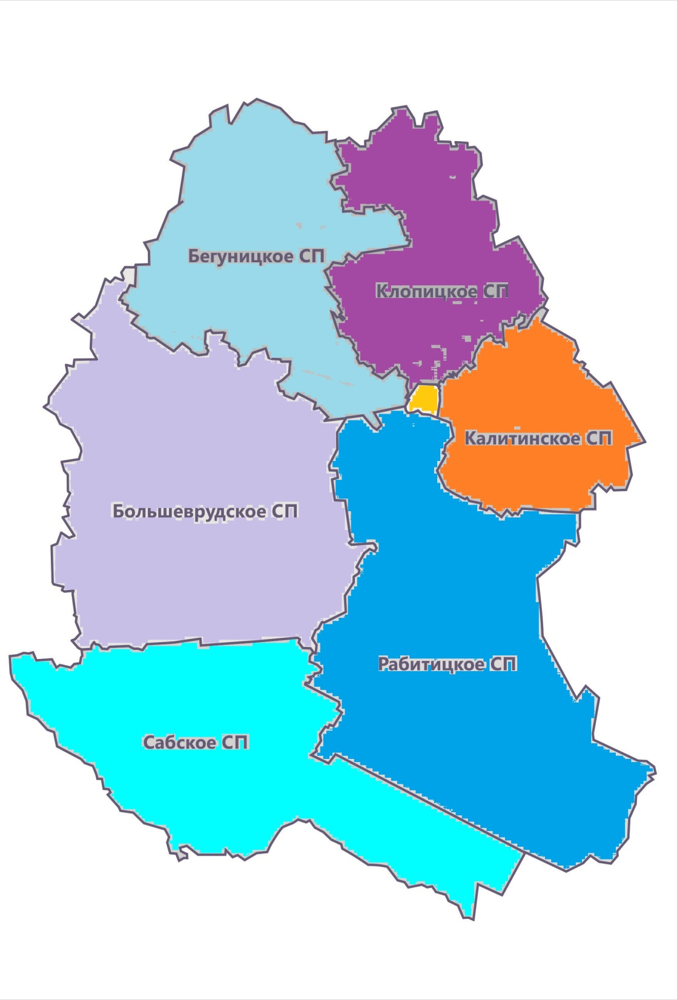 Бегуницкое СП
Клопицкое СП
Калитинское СП
Большеврудское СП
Рабитицкое СП
Сабское СП